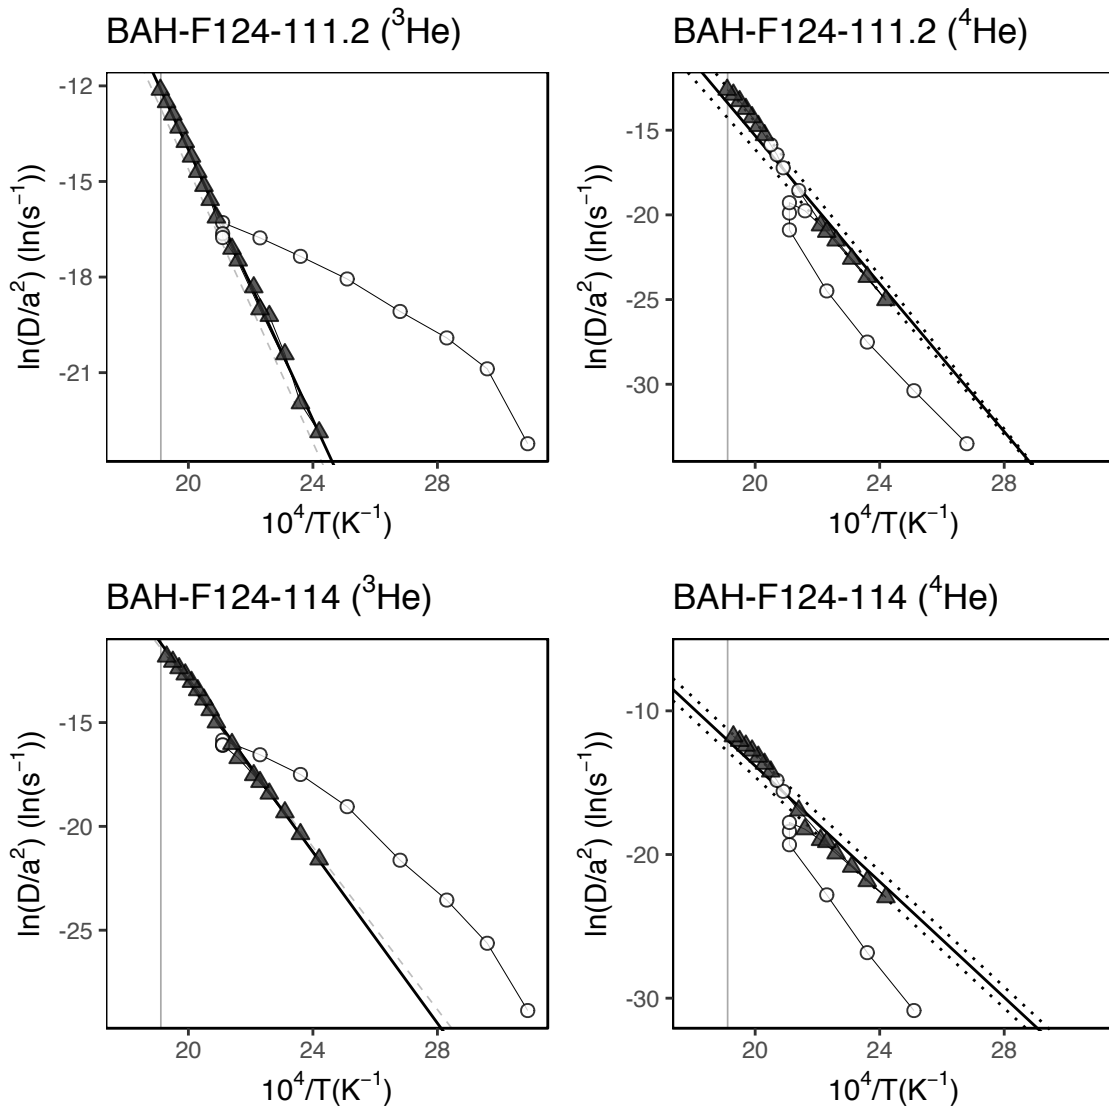 BAH-F124-111.2 (³He)
-12
-15
-18
-21
20 24 28
ln(D/a²) (ln(s⁻¹))
10⁴/T(K⁻¹)
BAH-F124-111.2 (⁴He)
-15
-20
-25
-30
20 24 28
ln(D/a²) (ln(s⁻¹))
10⁴/T(K⁻¹)
BAH-F124-114 (³He)
-15
-20
-25
20 24 28
ln(D/a²) (ln(s⁻¹))
10⁴/T(K⁻¹)
BAH-F124-114 (⁴He)
-10
-20
-30
20 24 28
ln(D/a²) (ln(s⁻¹))
10⁴/T(K⁻¹)